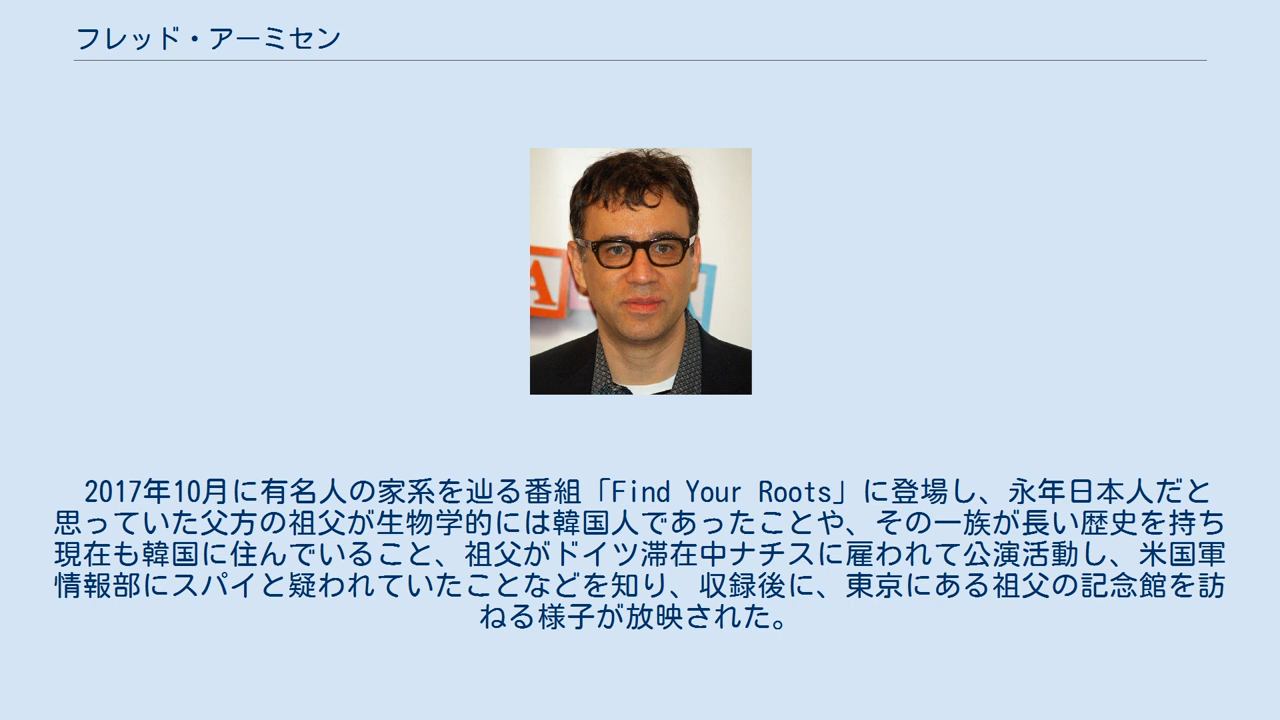 フレッド・アーミセン
A
2017年10月に有名人の家系を辿る番組「Find Your Roots」に登場し、永年日本人だと
思っていた父方の祖父が生物学的には韓国人であったことや、その一族が長い歴史を持ち
現在も韓国に住んでいること、祖父がドイツ滞在中ナチスに雇われて公演活動し、米国軍
情報部にスパイと疑われていたことなどを知り、収録後に、東京にある祖父の記念館を訪
ねる様子が放映された。